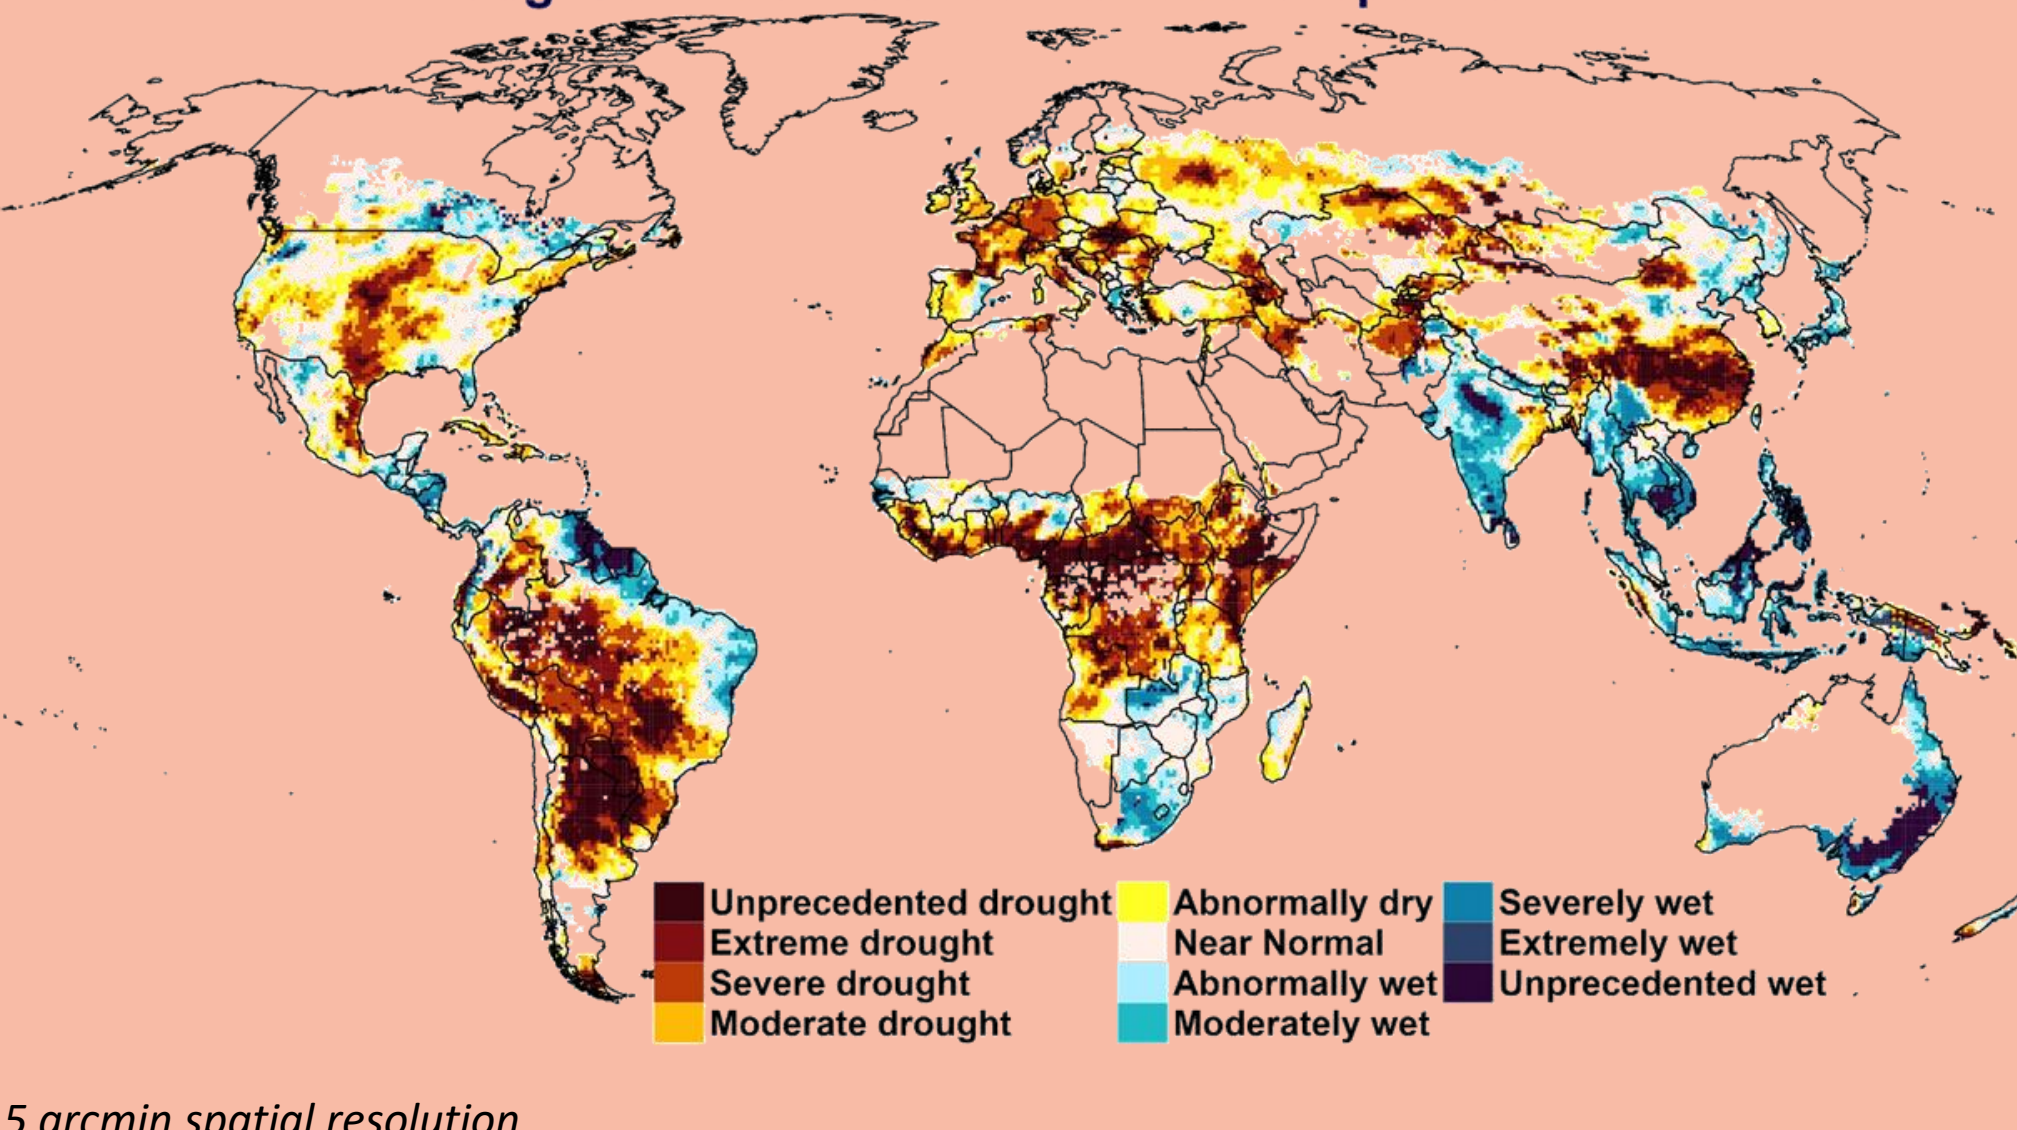 Unprecedented drought
Extreme drought
Severe drought
Moderate drought
Abnormally dry
Near Normal
Abnormally wet
Moderately wet
Severely wet
Extremely wet
Unprecedented wet
5 arcmin spatial resolution